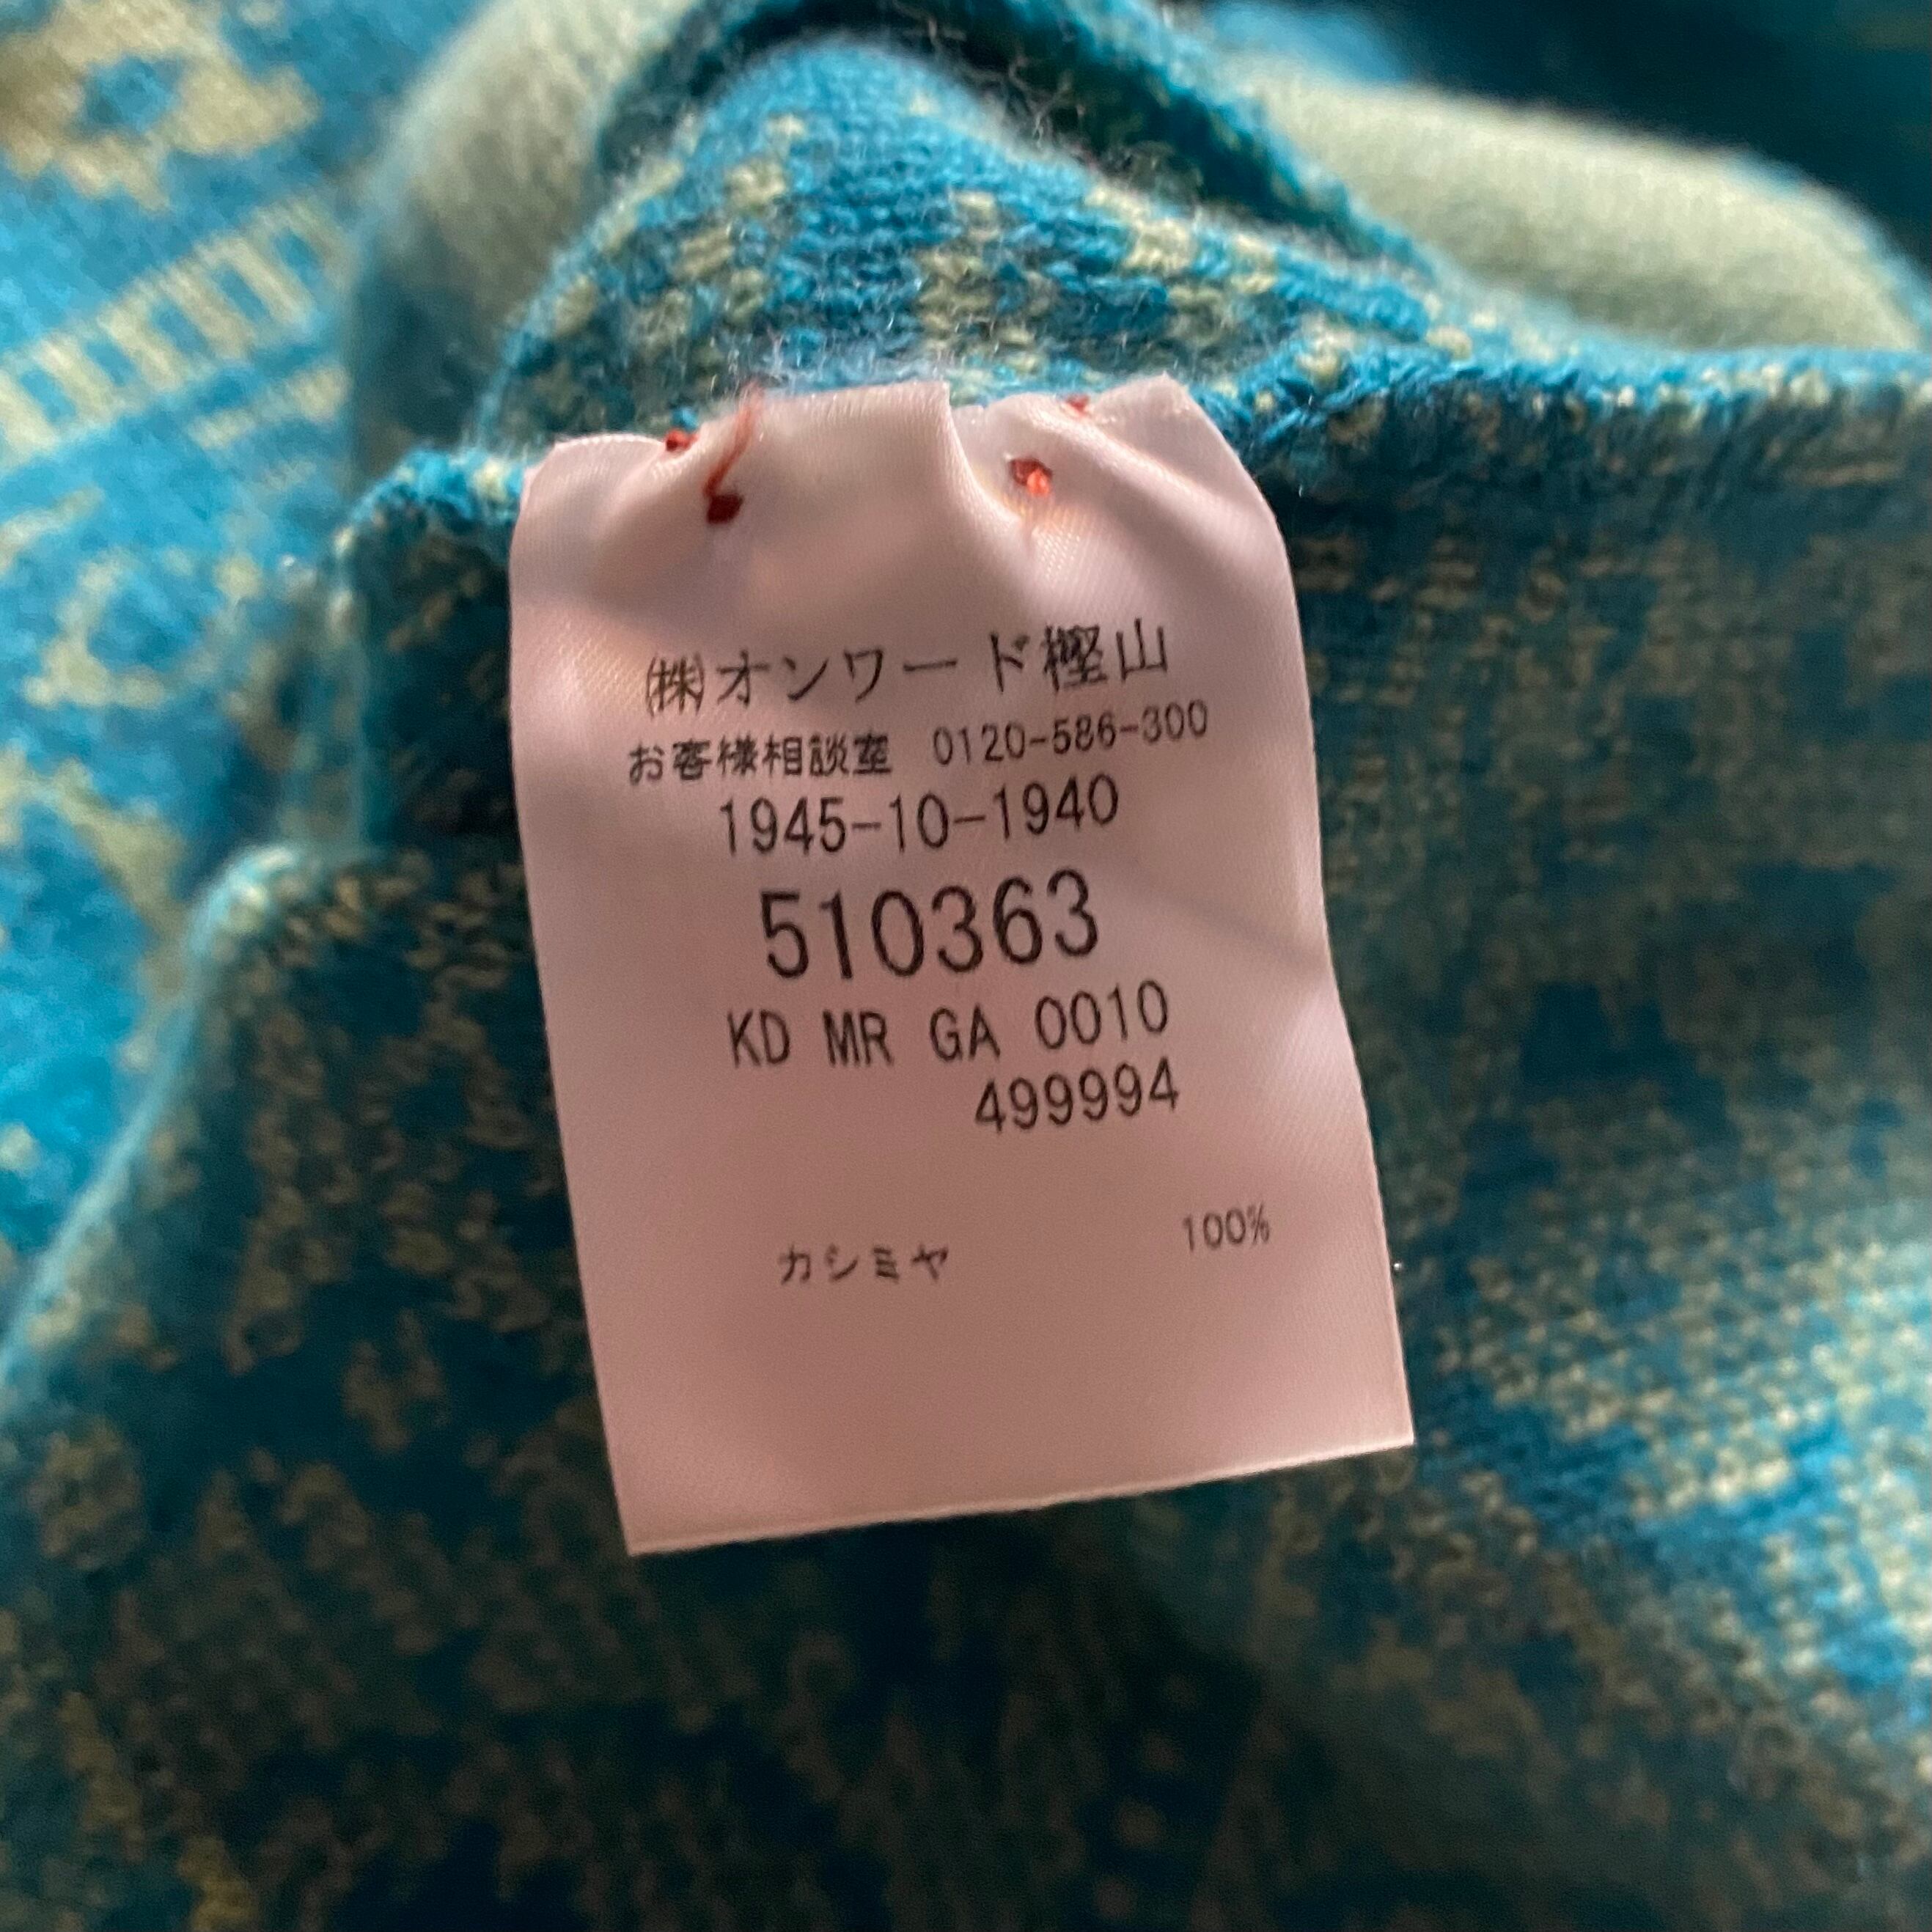 ㈱オンワード樫山
お客様相談室 0120-586-300
1945-10-1940
510363
KD MR GA 0010
499994
カシミヤ 100%